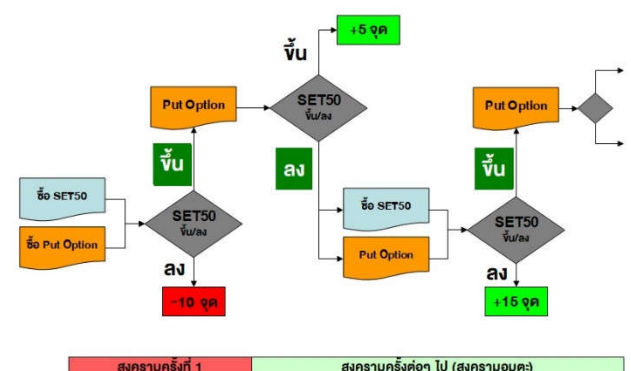 +5 จุด
ขึ้น
Put Option
SET50
ขึ้น/ลง
Put Option
ขึ้น
ลง
ขึ้น
ซื้อ SET50
ซื้อ Put Option
SET50
ขึ้น/ลง
ซื้อ SET50
Put Option
SET50
ขึ้น/ลง
ลง
-10 จุด
ลง
+15 จุด
สงครามครั้งที่ 1
สงครามครั้งต่อๆ ไป (สงครามอมตะ)